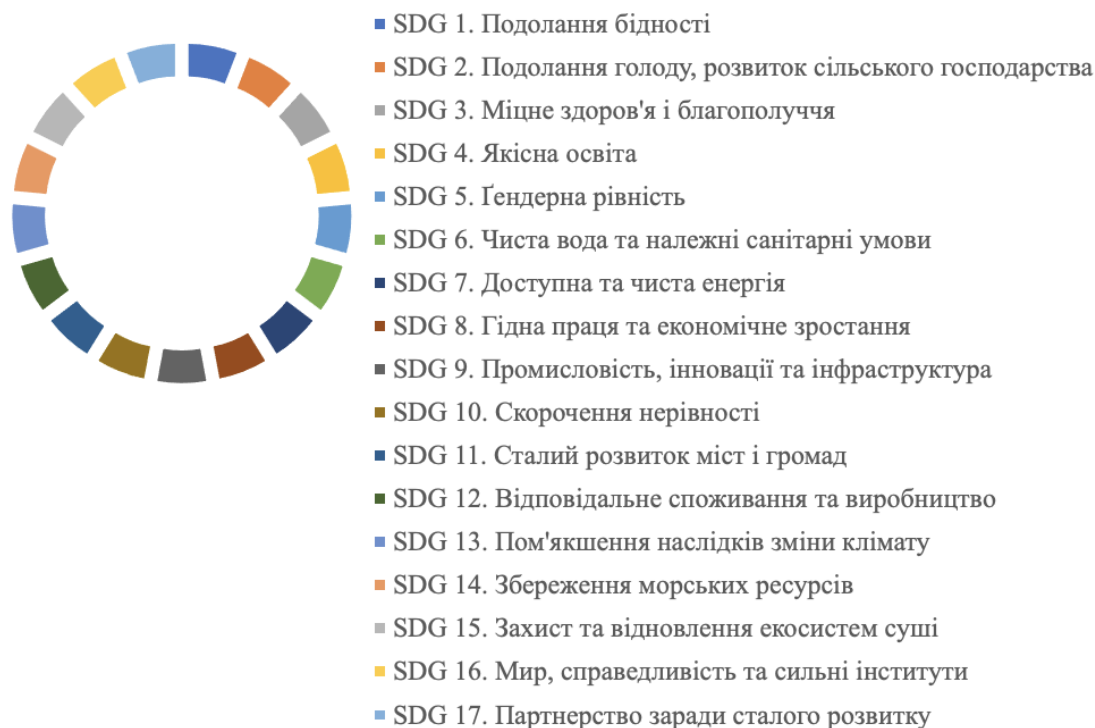 SDG 1. Подолання бідності
SDG 2. Подолання голоду, розвиток сільського господарства
SDG 3. Міцне здоров'я і благополуччя
SDG 4. Якісна освіта
SDG 5. Ґендерна рівність
SDG 6. Чиста вода та належні санітарні умови
SDG 7. Доступна та чиста енергія
SDG 8. Гідна праця та економічне зростання
SDG 9. Промисловість, інновації та інфраструктура
SDG 10. Скорочення нерівності
SDG 11. Сталий розвиток міст і громад
SDG 12. Відповідальне споживання та виробництво
SDG 13. Пом'якшення наслідків зміни клімату
SDG 14. Збереження морських ресурсів
SDG 15. Захист та відновлення екосистем суші
SDG 16. Мир, справедливість та сильні інститути
SDG 17. Партнерство заради сталого розвитку